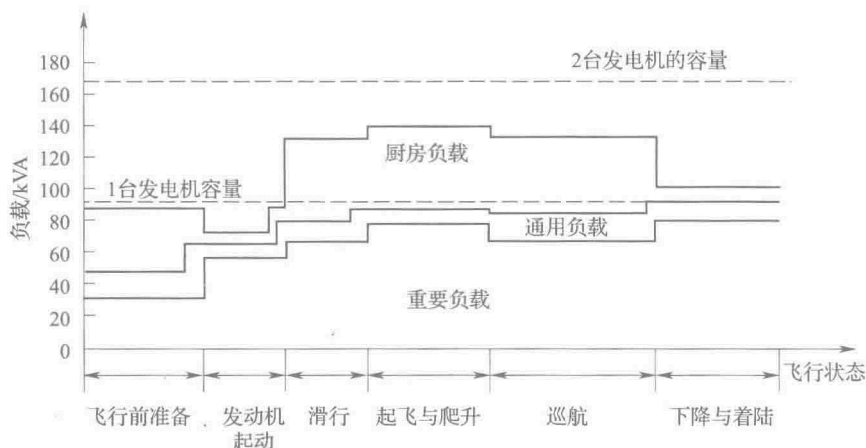 180
160
140
120
100
80
60
40
20
0
负载/kVA
2台发电机的容量
1台发电机容量
厨房负载
通用负载
重要负载
飞行状态
飞行前准备
发动机
起动
滑行
起飞与爬升
巡航
下降与着陆